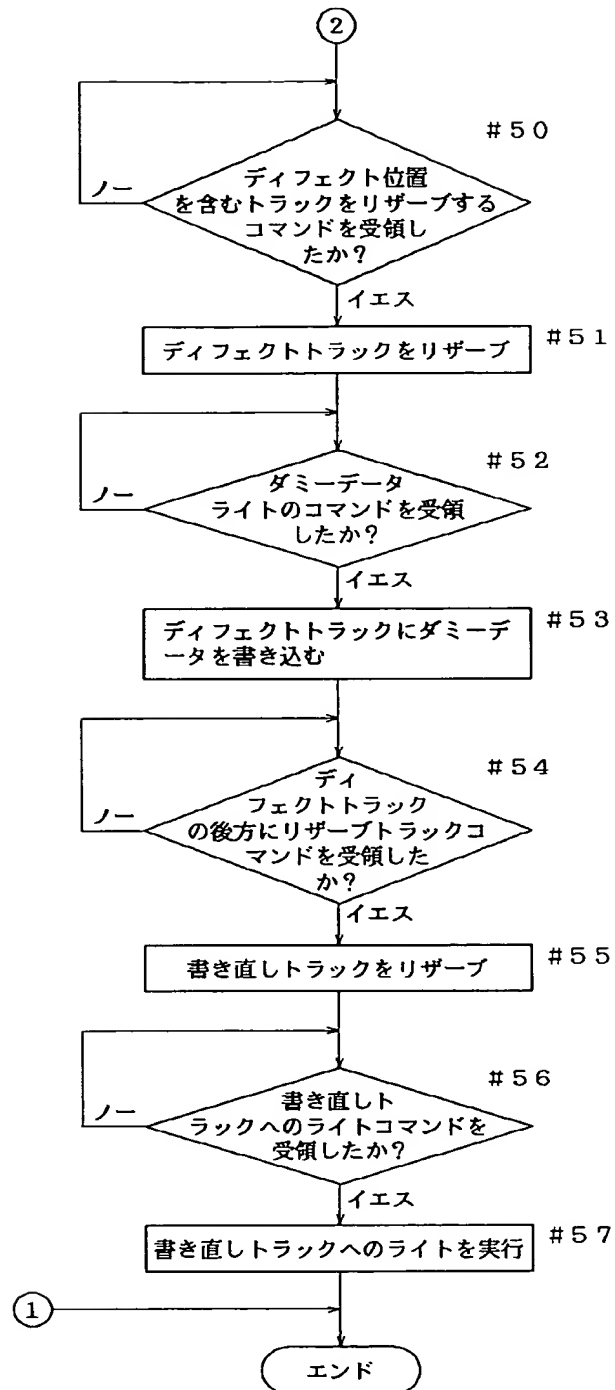 ②
#50
ディフェクト位置
を含むトラックをリザーブする
コマンドを受領し
たか?
ノー
イエス
ディフェクトトラックをリザーブ
#51
#52
ダミーデータ
ライトのコマンドを受領
したか?
ノー
イエス
ディフェクトトラックにダミーデ
ータを書き込む
#53
#54
ディ
フェクトトラック
の後方にリザーブトラックコ
マンドを受領した
か?
ノー
イエス
書き直しトラックをリザーブ
#55
#56
書き直しト
ラックへのライトコマンドを
受領したか?
ノー
イエス
書き直しトラックへのライトを実行
#57
①
エンド